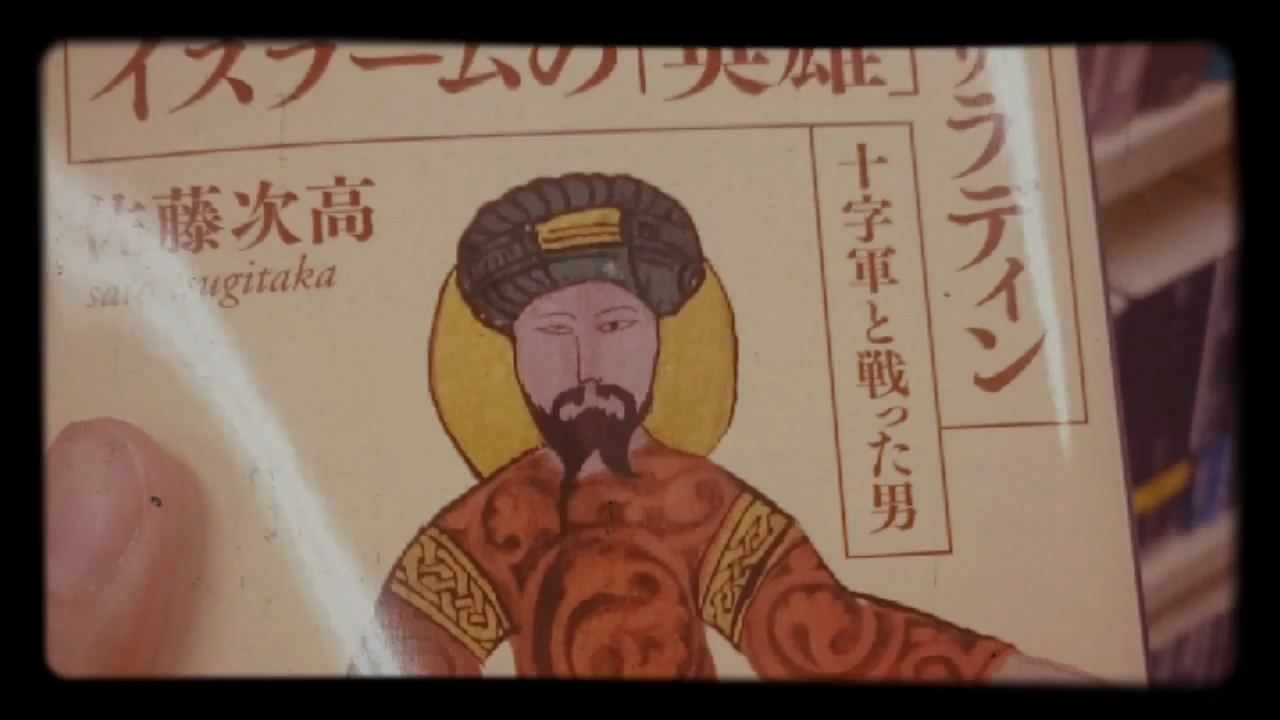 イスラームの「英雄」
サラディン
十字軍と戦った男
佐藤次高
sato tsugitaka